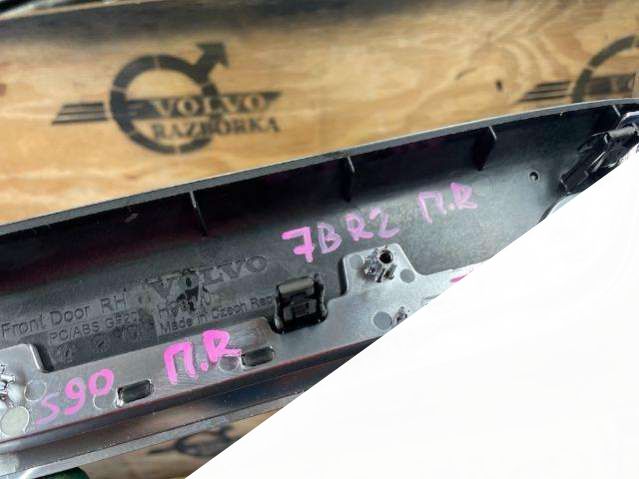 VOLVO
RAZBORKA
7BR2 П.R
VOLVO
Front Door RH
PC/ABS
Made in Czech Rep
S90 П.R